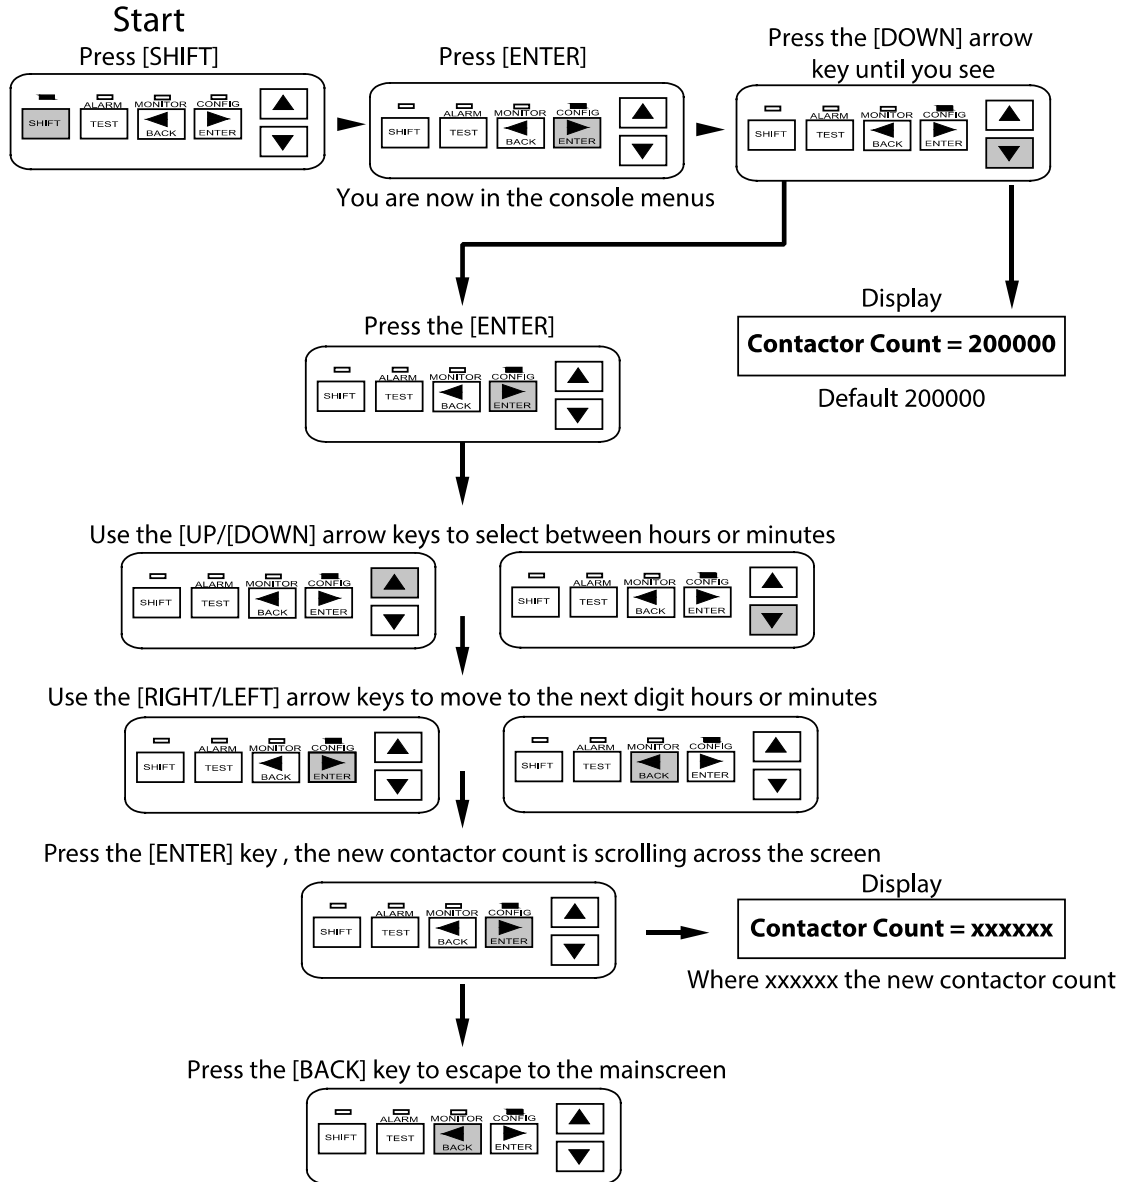 Start
Press [SHIFT]
Press [ENTER]
Press the [DOWN] arrow
key until you see
ALARM MONITOR CONFIG
SHIFT TEST BACK ENTER
ALARM MONITOR CONFIG
SHIFT TEST BACK ENTER
ALARM MONITOR CONFIG
SHIFT TEST BACK ENTER
You are now in the console menus
Display
Contactor Count = 200000
Default 200000
Press the [ENTER]
ALARM MONITOR CONFIG
SHIFT TEST BACK ENTER
Use the [UP/[DOWN] arrow keys to select between hours or minutes
ALARM MONITOR CONFIG
SHIFT TEST BACK ENTER
ALARM MONITOR CONFIG
SHIFT TEST BACK ENTER
Use the [RIGHT/LEFT] arrow keys to move to the next digit hours or minutes
ALARM MONITOR CONFIG
SHIFT TEST BACK ENTER
ALARM MONITOR CONFIG
SHIFT TEST BACK ENTER
Press the [ENTER] key , the new contactor count is scrolling across the screen
ALARM MONITOR CONFIG
SHIFT TEST BACK ENTER
Display
Contactor Count = xxxxxx
Where xxxxxx the new contactor count
Press the [BACK] key to escape to the mainscreen
ALARM MONITOR CONFIG
SHIFT TEST BACK ENTER